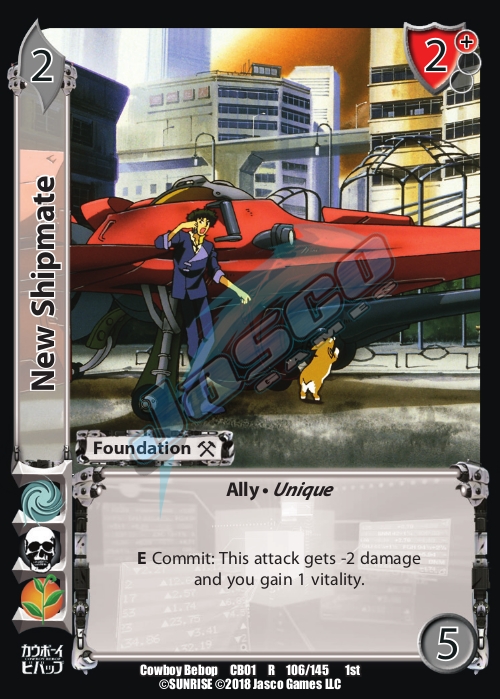 2
2+
New Shipmate
Jasco
GAMES
Foundation
Ally • Unique
E Commit: This attack gets -2 damage
and you gain 1 vitality.
カウボーイ
ビバップ
5
Cowboy Bebop CB01 R 106/145 1st
©SUNRISE ©2018 Jasco Games LLC